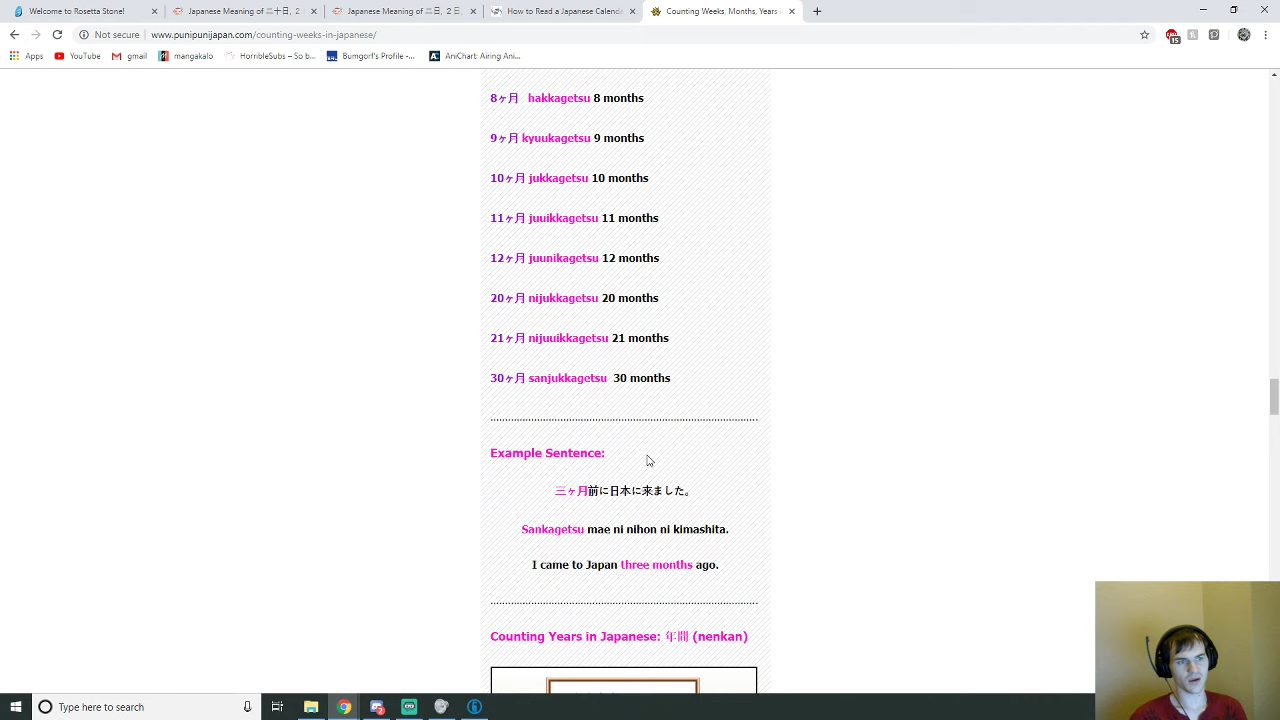 Welcome to Rosetta Stone!
Japanese Meaning of 二十日, 2
Japanese Meaning of 二日, 2日
How to Read a Japanese Calend
Counting Weeks, Months, Years
Not secure
www.punipunijapan.com/counting-weeks-in-japanese/
15
Apps
YouTube
gmail
mangakalo
HorribleSubs – So b...
Bumgorf's Profile -...
AniChart: Airing Ani...
8ヶ月 hakkagetsu 8 months
9ヶ月 kyuukagetsu 9 months
10ヶ月 jukkagetsu 10 months
11ヶ月 juuikkagetsu 11 months
12ヶ月 juunikagetsu 12 months
20ヶ月 nijukkagetsu 20 months
21ヶ月 nijuuikkagetsu 21 months
30ヶ月 sanjukkagetsu 30 months
Example Sentence:
三ヶ月前に日本に来ました。
Sankagetsu mae ni nihon ni kimashita.
I came to Japan three months ago.
Counting Years in Japanese: 年間 (nenkan)
Type here to search
2